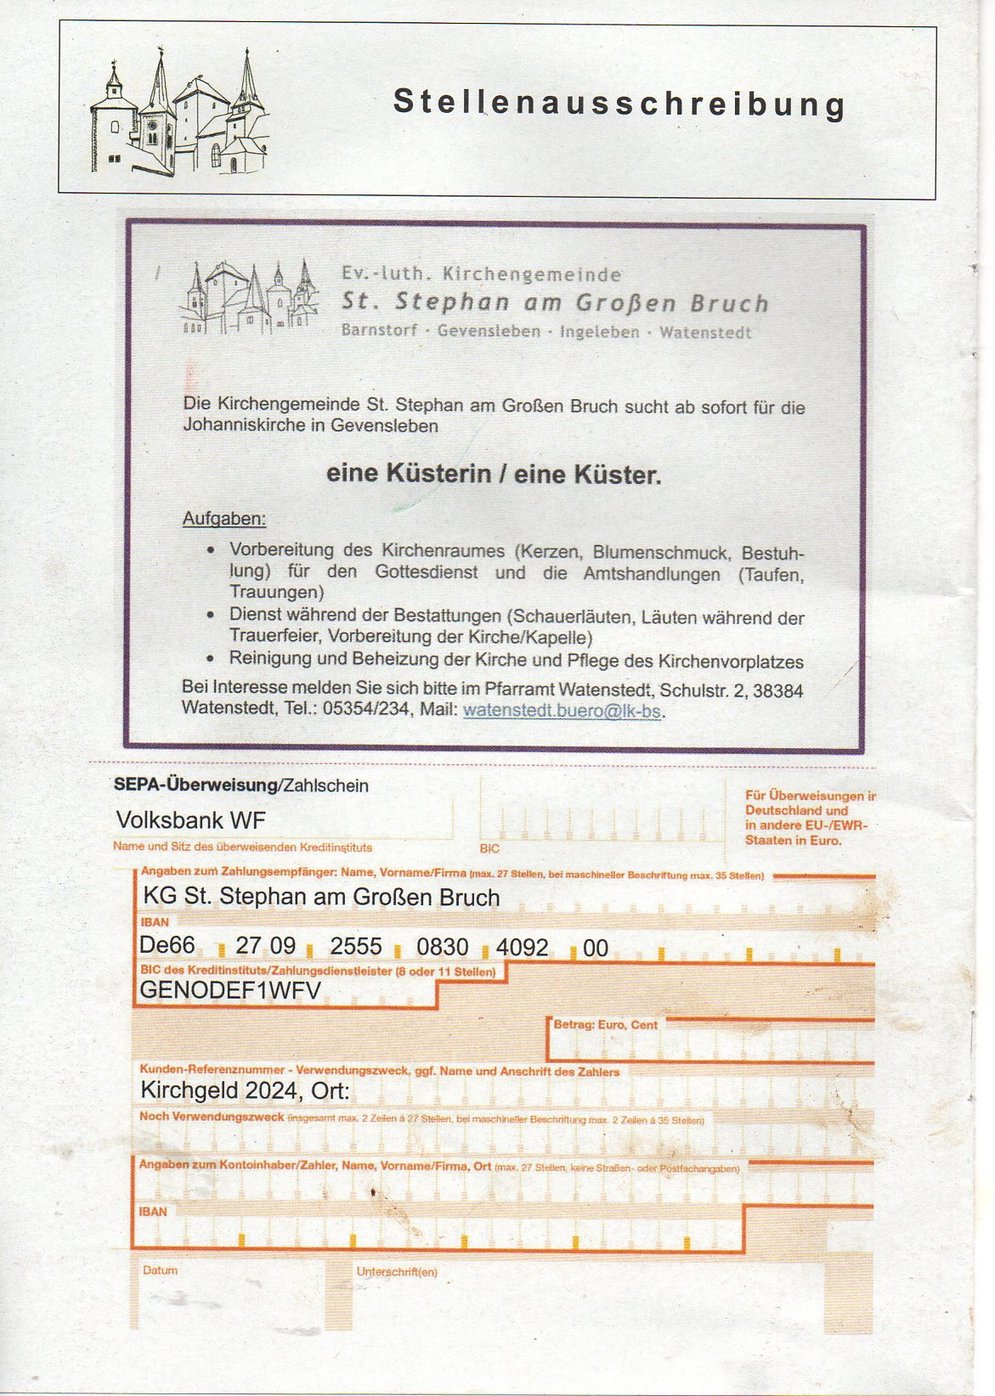 Stellenausschreibung
Ev.-luth. Kirchengemeinde
St. Stephan am Großen Bruch
Barnstorf · Gevensleben · Ingeleben · Watenstedt
Die Kirchengemeinde St. Stephan am Großen Bruch sucht ab sofort für die
Johanniskirche in Gevensleben
eine Küsterin / eine Küster.
Aufgaben:
• Vorbereitung des Kirchenraumes (Kerzen, Blumenschmuck, Bestuh-
lung) für den Gottesdienst und die Amtshandlungen (Taufen,
Trauungen)
• Dienst während der Bestattungen (Schauerläuten, Läuten während der
Trauerfeier, Vorbereitung der Kirche/Kapelle)
• Reinigung und Beheizung der Kirche und Pflege des Kirchenvorplatzes
Bei Interesse melden Sie sich bitte im Pfarramt Watenstedt, Schulstr. 2, 38384
Watenstedt, Tel.: 05354/234, Mail: watenstedt.buero@lk-bs.
SEPA-Überweisung/Zahlschein
Für Überweisungen in
Deutschland und
in andere EU-/EWR-
Staaten in Euro.
Volksbank WF
Name und Sitz des überweisenden Kreditinstituts
BIC
Angaben zum Zahlungsempfänger: Name, Vorname/Firma (max. 27 Stellen, bei maschineller Beschriftung max. 35 Stellen)
KG St. Stephan am Großen Bruch
IBAN
De66 27 09 2555 0830 4092 00
BIC des Kreditinstituts/Zahlungsdienstleister (8 oder 11 Stellen)
GENODEF1WFV
Betrag: Euro, Cent
Kunden-Referenznummer - Verwendungszweck, ggf. Name und Anschrift des Zahlers
Kirchgeld 2024, Ort:
Noch Verwendungszweck (insgesamt max. 2 Zeilen à 27 Stellen, bei maschineller Beschriftung max. 2 Zeilen à 35 Stellen)
Angaben zum Kontoinhaber/Zahler, Name, Vorname/Firma, Ort (max. 27 Stellen, keine Straßen- oder Postfachangaben)
IBAN
Datum
Unterschrift(en)